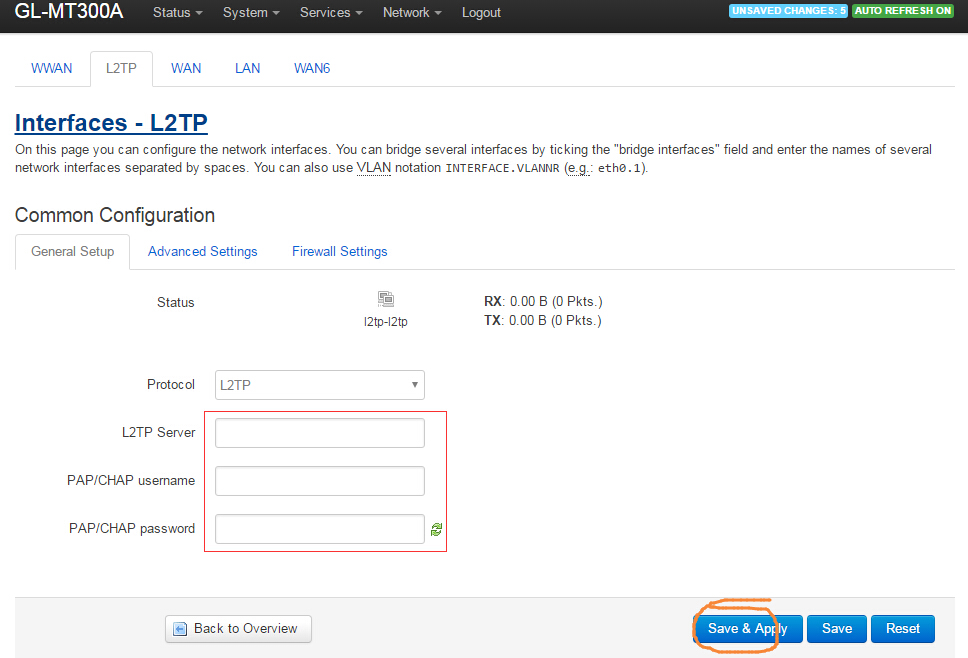 GL-MT300A Status System Services Network Logout UNSAVED CHANGES: 5 AUTO REFRESH ON
WWAN L2TP WAN LAN WAN6
Interfaces - L2TP
On this page you can configure the network interfaces. You can bridge several interfaces by ticking the "bridge interfaces" field and enter the names of several
network interfaces separated by spaces. You can also use VLAN notation INTERFACE.VLANNR (e.g.: eth0.1).
Common Configuration
General Setup Advanced Settings Firewall Settings
Status
RX: 0.00 B (0 Pkts.)
l2tp-l2tp
TX: 0.00 B (0 Pkts.)
Protocol L2TP
L2TP Server
PAP/CHAP username
PAP/CHAP password
Back to Overview Save & Apply Save Reset